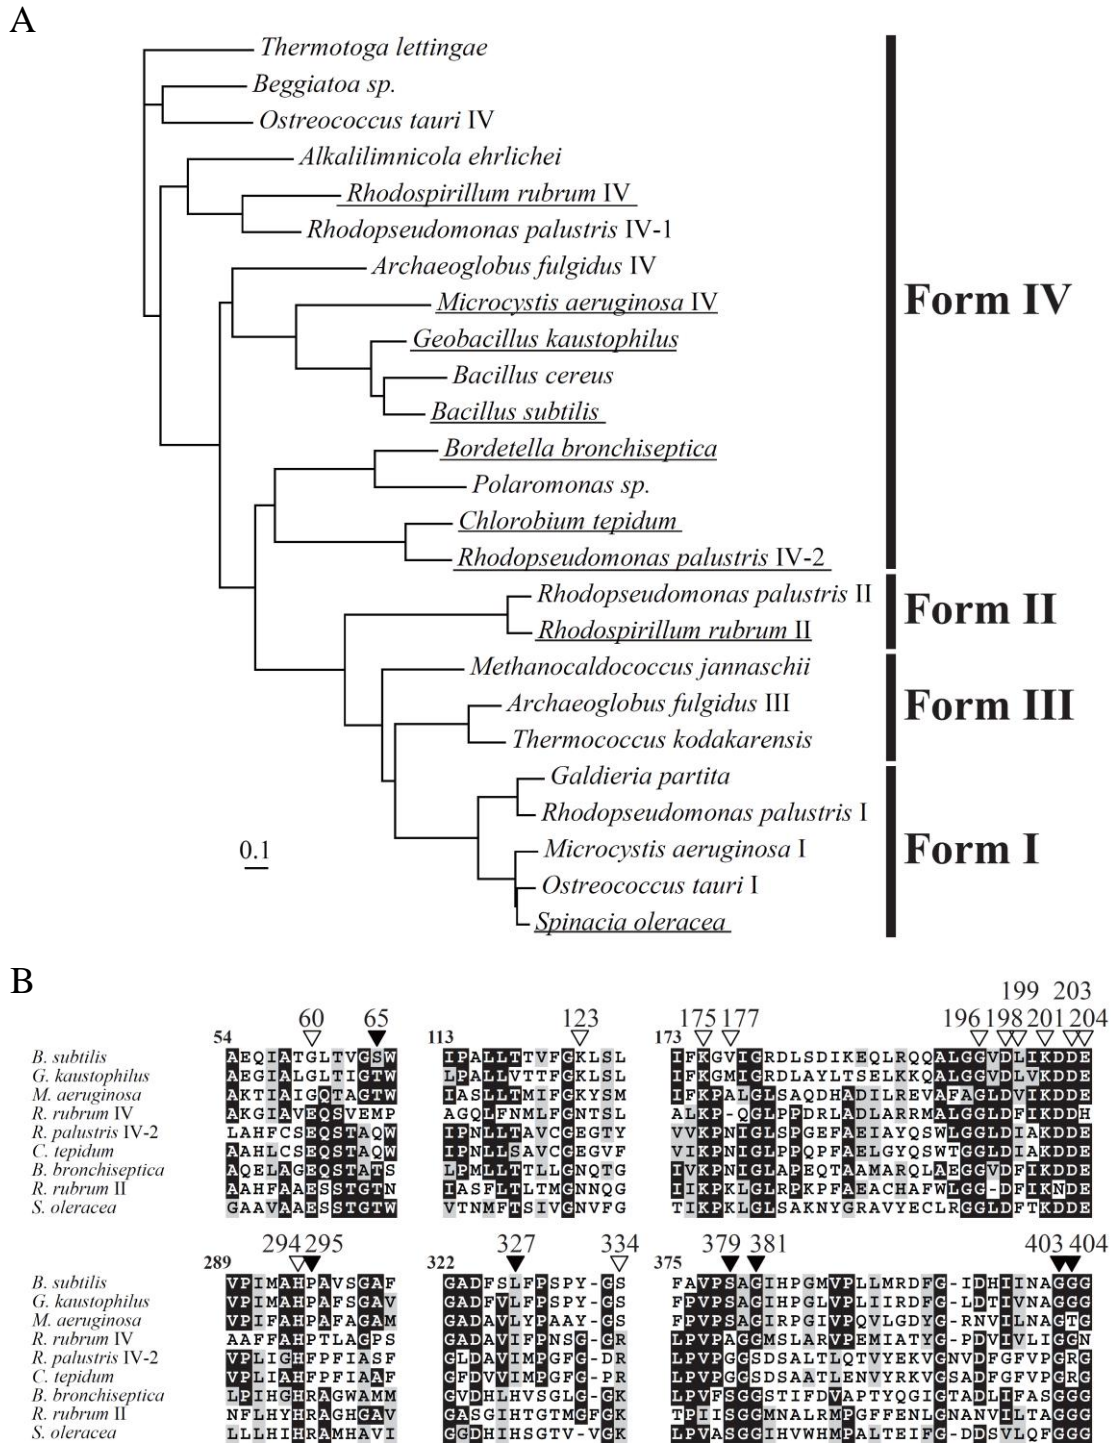 A
Thermotoga lettingae
Beggiatoa sp.
Ostreococcus tauri IV
Alkalilimnicola ehrlichei
Rhodospirillum rubrum IV
Rhodopseudomonas palustris IV-1
Archaeoglobus fulgidus IV
Microcystis aeruginosa IV
Geobacillus kaustophilus
Bacillus cereus
Bacillus subtilis
Bordetella bronchiseptica
Polaromonas sp.
Chlorobium tepidum
Rhodopseudomonas palustris IV-2
Form IV
Rhodopseudomonas palustris II
Rhodospirillum rubrum II
Form II
Methanocaldococcus jannaschii
Archaeoglobus fulgidus III
Thermococcus kodakarensis
Form III
Galdieria partita
Rhodopseudomonas palustris I
Microcystis aeruginosa I
Ostreococcus tauri I
Spinacia oleracea
Form I
0.1
B
199 203
54 60 65 113 123 173 175 177 196 198 201 204
B. subtilis AEQIATGLTVGSW IPALLTTVFGKLSL IFKGVIGRDLSDIKEQLRQQALGGVDLIKDDE
G. kaustophilus AEGIALGLTIGTW LPALLVTTFGKLSL IFKGMIGRDLAYLTSELKKQALGGVDLVKDDE
M. aeruginosa AKTIAIGQTAGTW IASLLTMIFGKYSM IFKPALGLSAQDHADILREVAFAGLDVIKDDE
R. rubrum IV AKGIAVEQSVEMP AGQLFNMLFGNTSL ALKP-QGLPPDRLADIARRMALGGLDFIKDDH
R. palustris IV-2 LAHFCSEQSTAQW IPNLLTAVCGEGTY VVKPNIGLSPGEFAEIAYQSWLGGLDIAKDDE
C. tepidum AAHLCSEQSTAQW IPNLLSAVCGEGVF IVKPNIGLPPQPFAELGYQSWTGGLDIAKDDE
B. bronchiseptica AQELAGEQSTATS LPMLLTTLLGNQTG IVKPNIGLAPEQTAAMARQLAEGGVDFIKDDE
R. rubrum II AAHFAAESSTGTN IASFLTLTMGNNQG IIKPKLGLRPKPFAEACHAFWLGG-DFIKNDE
S. oleracea GAAVAAESSTGTW VTNMFTSIVGNVFG TIKPKLGLSAKNYGRAVYECLRGGLDFTKDDE
289 294 295 322 327 334 375 379 381 403 404
B. subtilis VPIMAHPAVSGAF GADFSLFPSPY-GS FAVPSAGIHPGMVPLLMRDFG-IDHIINAGGG
G. kaustophilus VPIMAHPAFSGAV GADFVLFPSPY-GS FPVPSAGIHPGLVPLIIRDFG-LDTIVNAGGG
M. aeruginosa VPIFAHPAFAGAM GADAVLYPAAY-GS FPVPSAGIRPGIVPQVLGDYG-RNVILNAGTG
R. rubrum IV AAFFAHPTLAGPS GADAVIFPNSG-GR LPVPAGGMSLARVPEMIATYG-PDVIVLIGGN
R. palustris IV-2 VPLIGHFPFIASF GLDAVIMPGFG-DR LPVPGGSDSALTLQTVYEKVGNVDFGFVPGRG
C. tepidum VPLIAHFPFIAAF GFDVVIMPGFG-PR LPVPGGSDSAATLENVYRKVGSVDFGFVPGRG
B. bronchiseptica LPIHGHRAGWAMM GVDHLHVSGLG-GK LPVFSGGSTIFDVAPTYQGIGTADLIFASGGG
R. rubrum II NFLHYHRAGHGAV GASGIHTGTMGFGK TPIISGGMNALRMPGFFENLGNANVILTAGGG
S. oleracea LLLHIHRAMHAVI GGDHIHSGTV-VGK LPVASGGIHVWHMPALTEIFG-DDSVLQFGGG